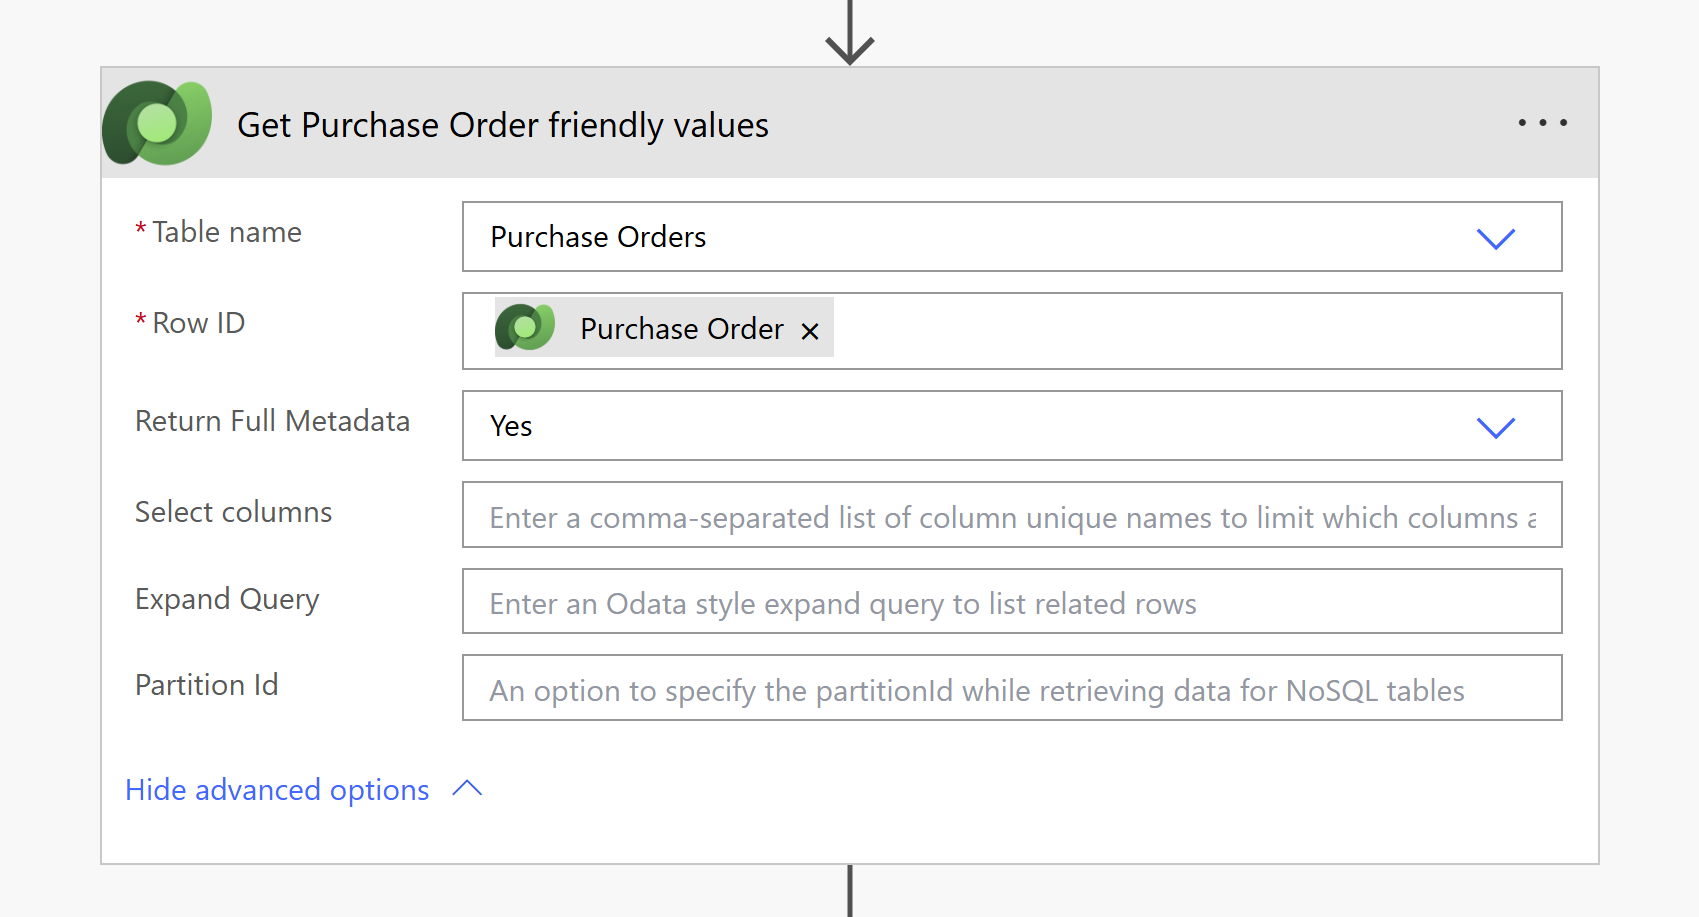 Get Purchase Order friendly values
* Table name
Purchase Orders
* Row ID
Purchase Order ×
Return Full Metadata
Yes
Select columns
Enter a comma-separated list of column unique names to limit which columns a
Expand Query
Enter an Odata style expand query to list related rows
Partition Id
An option to specify the partitionId while retrieving data for NoSQL tables
Hide advanced options